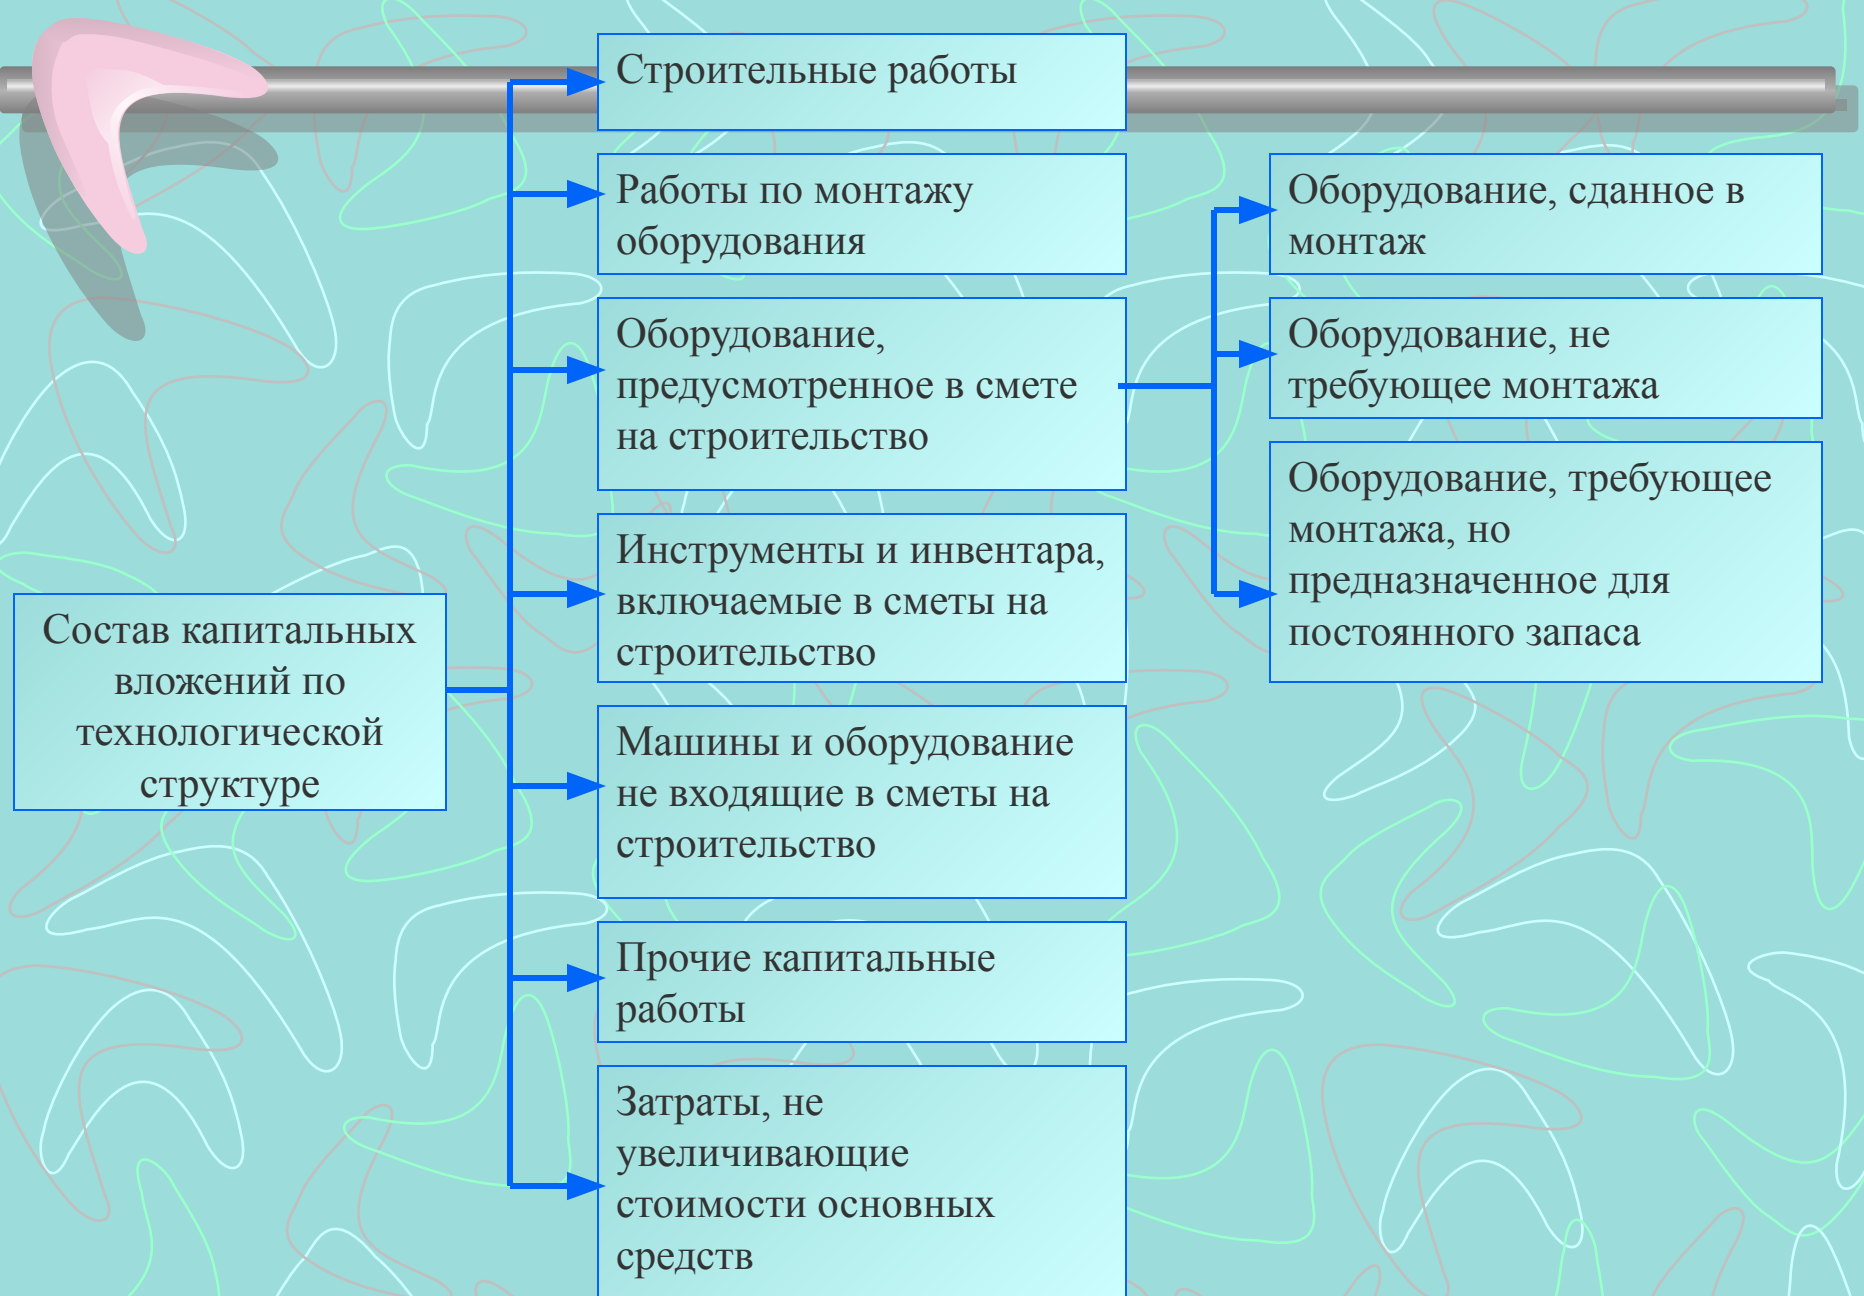 Состав капитальных
вложений по
технологической
структуре
Строительные работы
Работы по монтажу
оборудования
Оборудование,
предусмотренное в смете
на строительство
Инструменты и инвентара,
включаемые в сметы на
строительство
Машины и оборудование
не входящие в сметы на
строительство
Прочие капитальные
работы
Затраты, не
увеличивающие
стоимости основных
средств
Оборудование, сданное в
монтаж
Оборудование, не
требующее монтажа
Оборудование, требующее
монтажа, но
предназначенное для
постоянного запаса